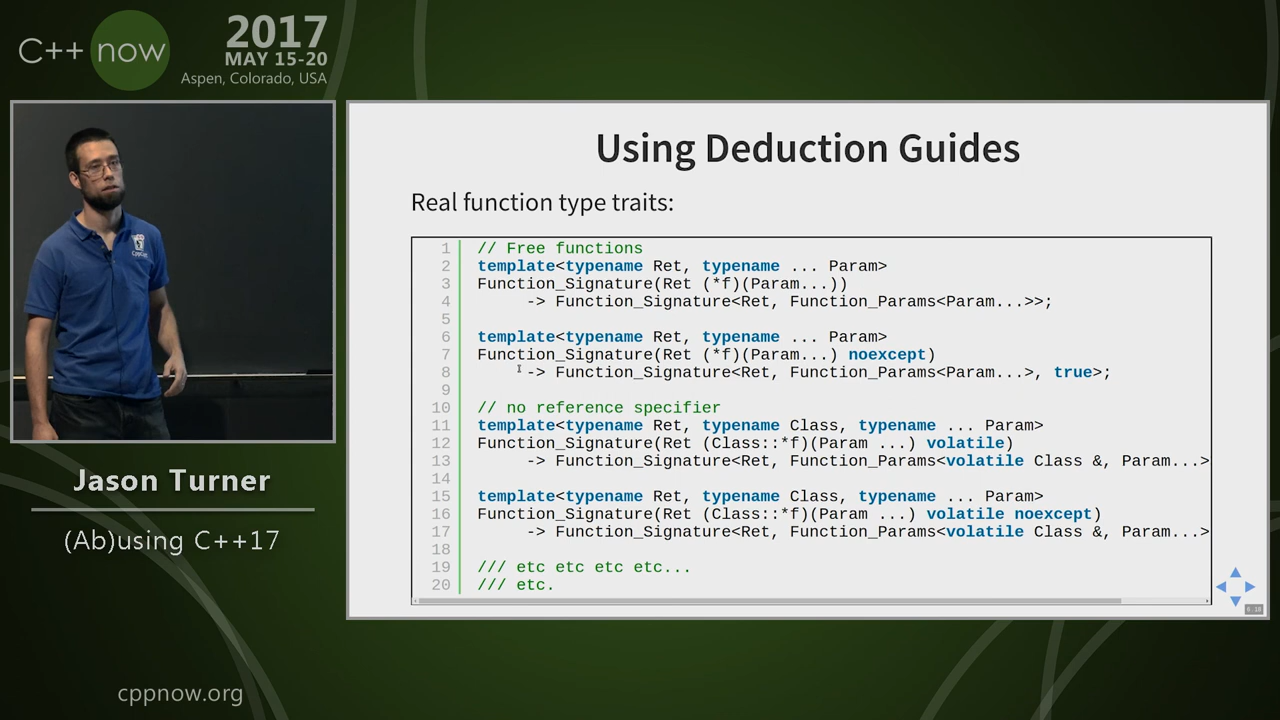 C++ now
2017
MAY 15-20
Aspen, Colorado, USA
Using Deduction Guides
Real function type traits:
1 // Free functions
2 template<typename Ret, typename ... Param>
3 Function_Signature(Ret (*f)(Param...))
4 -> Function_Signature<Ret, Function_Params<Param...>>;
5
6 template<typename Ret, typename ... Param>
7 Function_Signature(Ret (*f)(Param...) noexcept)
8 -> Function_Signature<Ret, Function_Params<Param...>, true>;
9
10 // no reference specifier
11 template<typename Ret, typename Class, typename ... Param>
12 Function_Signature(Ret (Class::*f)(Param ...) volatile)
13 -> Function_Signature<Ret, Function_Params<volatile Class &, Param...>
14
15 template<typename Ret, typename Class, typename ... Param>
16 Function_Signature(Ret (Class::*f)(Param ...) volatile noexcept)
17 -> Function_Signature<Ret, Function_Params<volatile Class &, Param...>
18
19 /// etc etc etc etc...
20 /// etc.
Jason Turner
(Ab)using C++17
cppnow.org